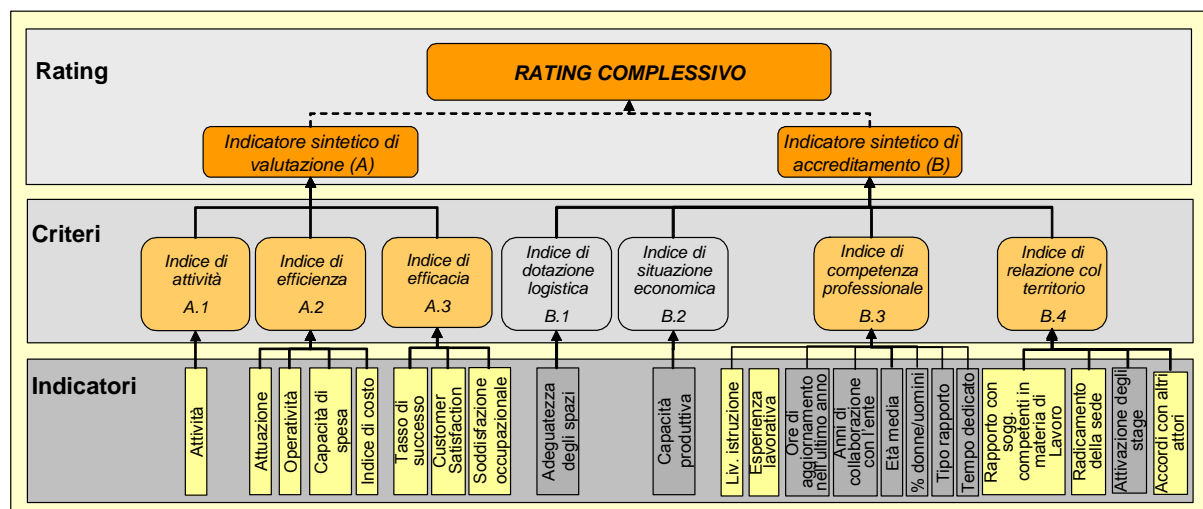 Rating
RATING COMPLESSIVO
Indicatore sintetico di
valutazione (A)
Indicatore sintetico di
accreditamento (B)
Criteri
Indice di
attività
A.1
Indice di
efficienza
A.2
Indice di
efficacia
A.3
Indice di
dotazione
logistica
B.1
Indice di
situazione
economica
B.2
Indice di
competenza
professionale
B.3
Indice di
relazione col
territorio
B.4
Indicatori
Attività
Attuazione
Operatività
Capacità di
spesa
Indice di costo
Tasso di
successo
Customer
Satisfaction
Soddisfazione
occupazionale
Adeguatezza
degli spazi
Capacità
produttiva
Liv. istruzione
Esperienza
lavorativa
Ore di
aggiornamento
nell'ultimo anno
Anni di
collaborazione
con l'ente
Età media
% donne/uomini
Tipo rapporto
Tempo dedicato
Rapporto con
sogg.
competenti in
materia di
Lavoro
Radicamento
della sede
Attivazione degli
stage
Accordi con altri
attori